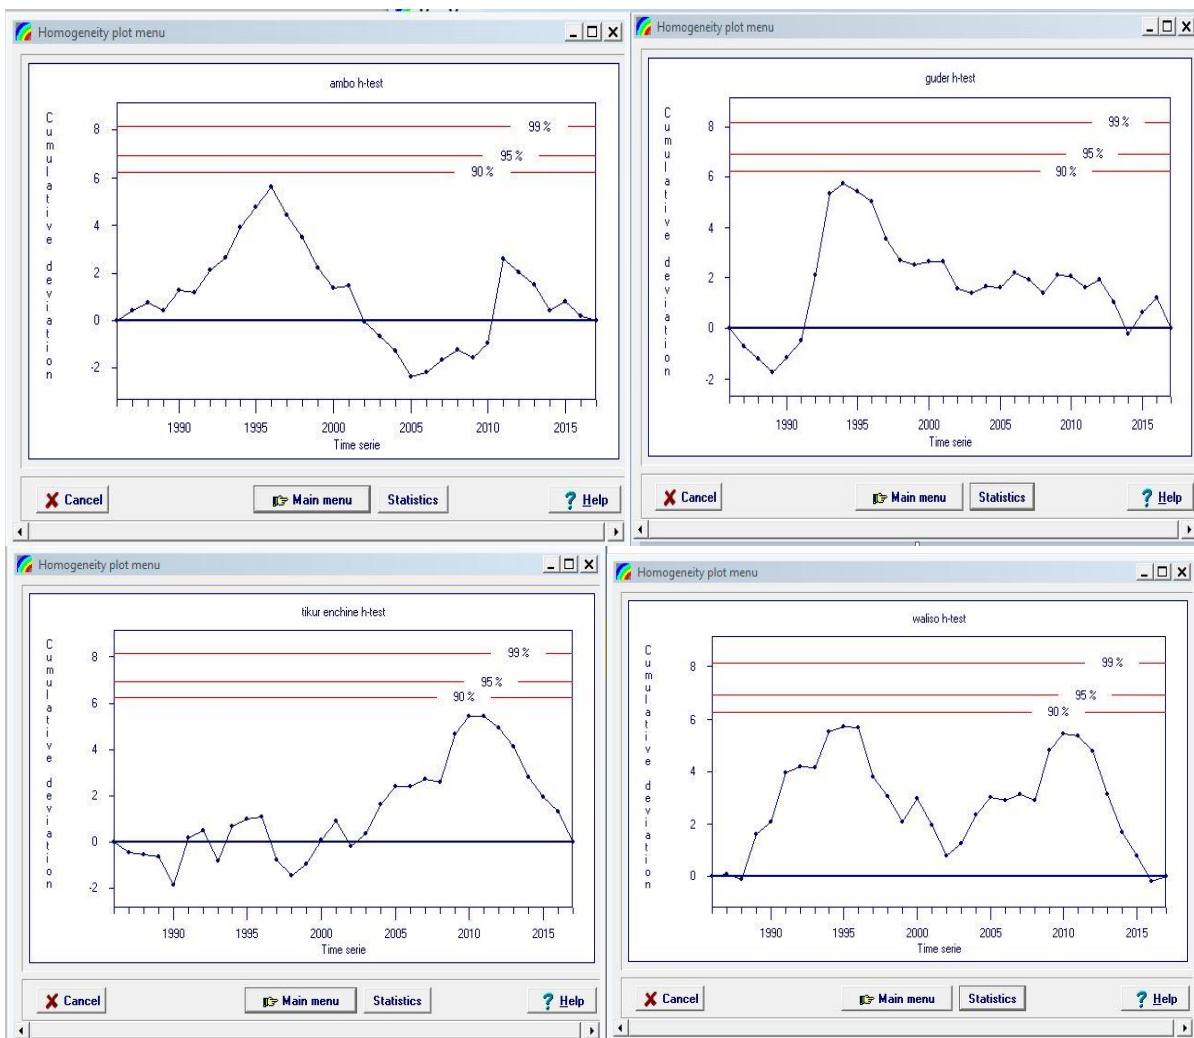 Homogeneity plot menu
ambo h-test
Cumulative deviation
8
6
4
2
0
-2
99 %
95 %
90 %
1990 1995 2000 2005 2010 2015
Time serie
Cancel Main menu Statistics ? Help
Homogeneity plot menu
guder h-test
Cumulative deviation
8
6
4
2
0
-2
99 %
95 %
90 %
1990 1995 2000 2005 2010 2015
Time serie
Cancel Main menu Statistics ? Help
Homogeneity plot menu
tikur enchine h-test
Cumulative deviation
8
6
4
2
0
-2
99 %
95 %
90 %
1990 1995 2000 2005 2010 2015
Time serie
Cancel Main menu Statistics ? Help
Homogeneity plot menu
waliso h-test
Cumulative deviation
8
6
4
2
0
-2
99 %
95 %
90 %
1990 1995 2000 2005 2010 2015
Time serie
Cancel Main menu Statistics ? Help